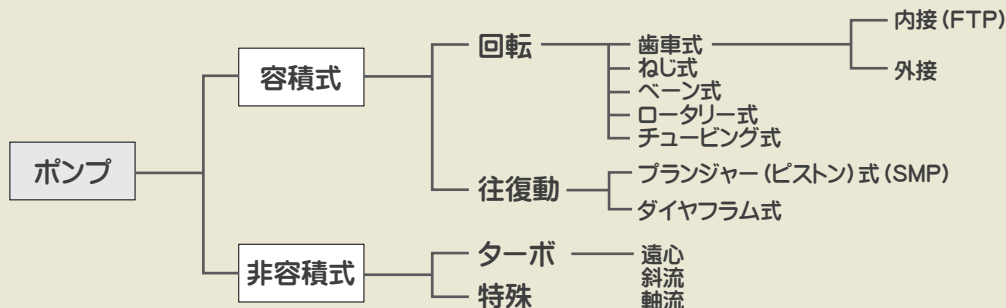 ポンプ
容積式
回転
歯車式
内接(FTP)
外接
ねじ式
ベーン式
ロータリー式
チュービング式
往復動
プランジャー(ピストン)式(SMP)
ダイヤフラム式
非容積式
ターボ
遠心
斜流
軸流
特殊